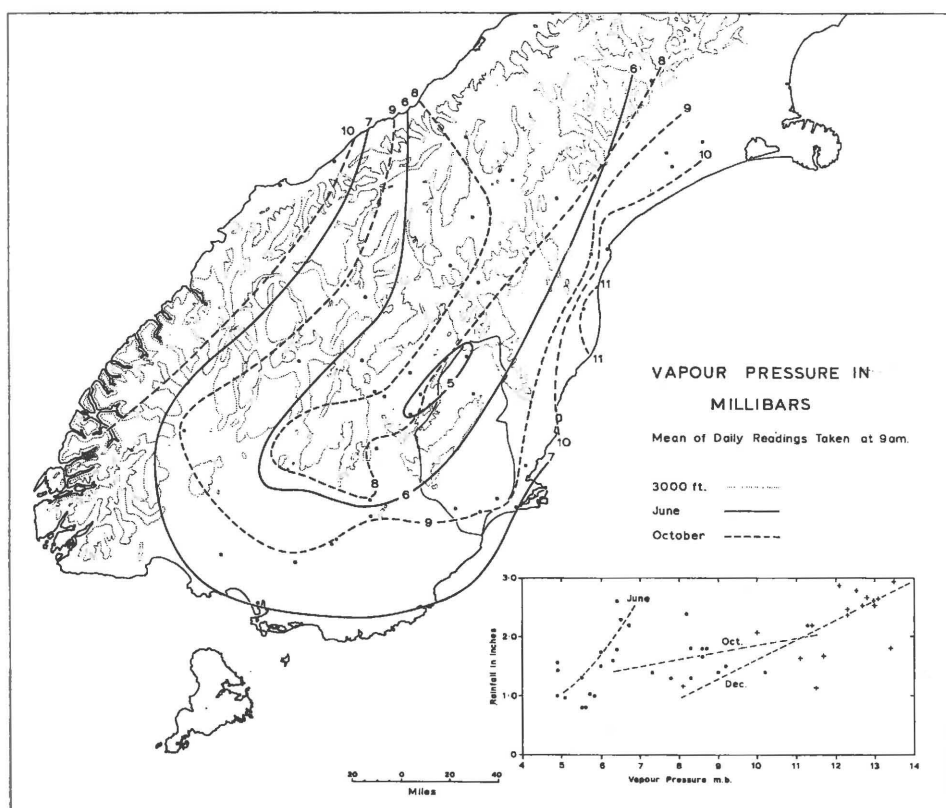 6
8
8
6
9
7
10
9
10
11
11
5
10
7
8
6
9
VAPOUR PRESSURE IN
MILLIBARS
Mean of Daily Readings Taken at 9am.
3000 ft.
June
October
3·0
2·0
1·0
0
Rainfall in Inches
June
Oct.
Dec.
4 5 6 7 8 9 10 11 12 13 14
Vapour Pressure m.b.
20 0 20 40
Miles